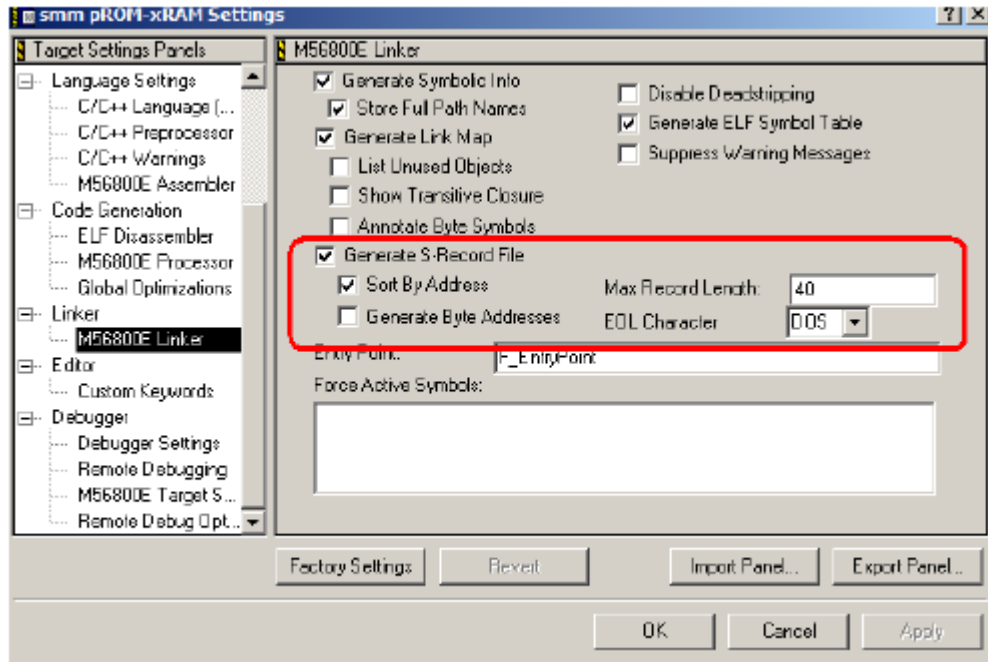 smm pROM-xRAM Settings
Target Settings Panels
Language Settings
C/C++ Language (...
C/C++ Preprocessor
C/C++ Warnings
M56800E Assembler
Code Generation
ELF Disassembler
M56800E Processor
Global Optimizations
Linker
M56800E Linker
Editor
Custom Keywords
Debugger
Debugger Settings
Remote Debugging
M56800E Target S...
Remote Debug Opt...
M56800E Linker
Generate Symbolic Info
Store Full Path Names
Generate Link Map
List Unused Objects
Show Transitive Closure
Annotate Byte Symbols
Disable Deadstripping
Generate ELF Symbol Table
Suppress Warning Messages
Generate S-Record File
Sort By Address
Generate Byte Addresses
Max Record Length: 40
EOL Character DOS
Entry Point: F_EntryPoint
Force Active Symbols:
Factory Settings
Revert
Import Panel...
Export Panel...
OK
Cancel
Apply